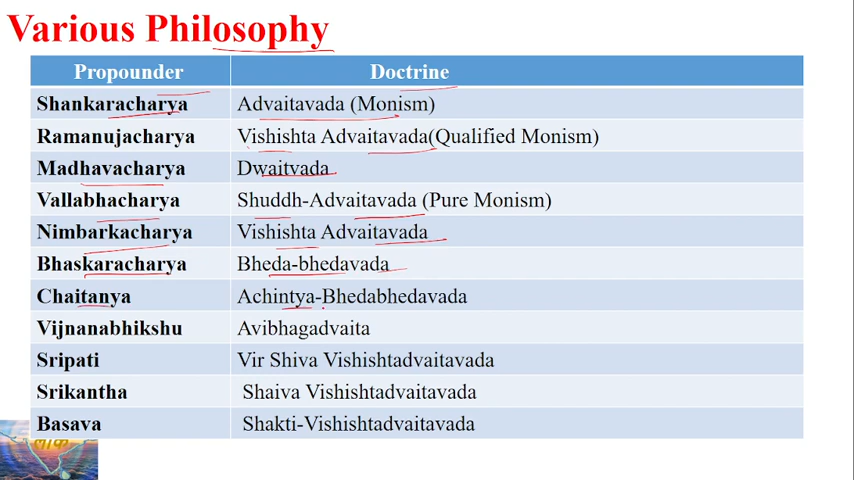 Various Philosophy
Propounder Doctrine
Shankaracharya Advaitavada (Monism)
Ramanujacharya Vishishta Advaitavada(Qualified Monism)
Madhavacharya Dwaitvada
Vallabhacharya Shuddh-Advaitavada (Pure Monism)
Nimbarkacharya Vishishta Advaitavada
Bhaskaracharya Bheda-bhedavada
Chaitanya Achintya-Bhedabhedavada
Vijnanabhikshu Avibhagadvaita
Sripati Vir Shiva Vishishtadvaitavada
Srikantha Shaiva Vishishtadvaitavada
Basava Shakti-Vishishtadvaitavada